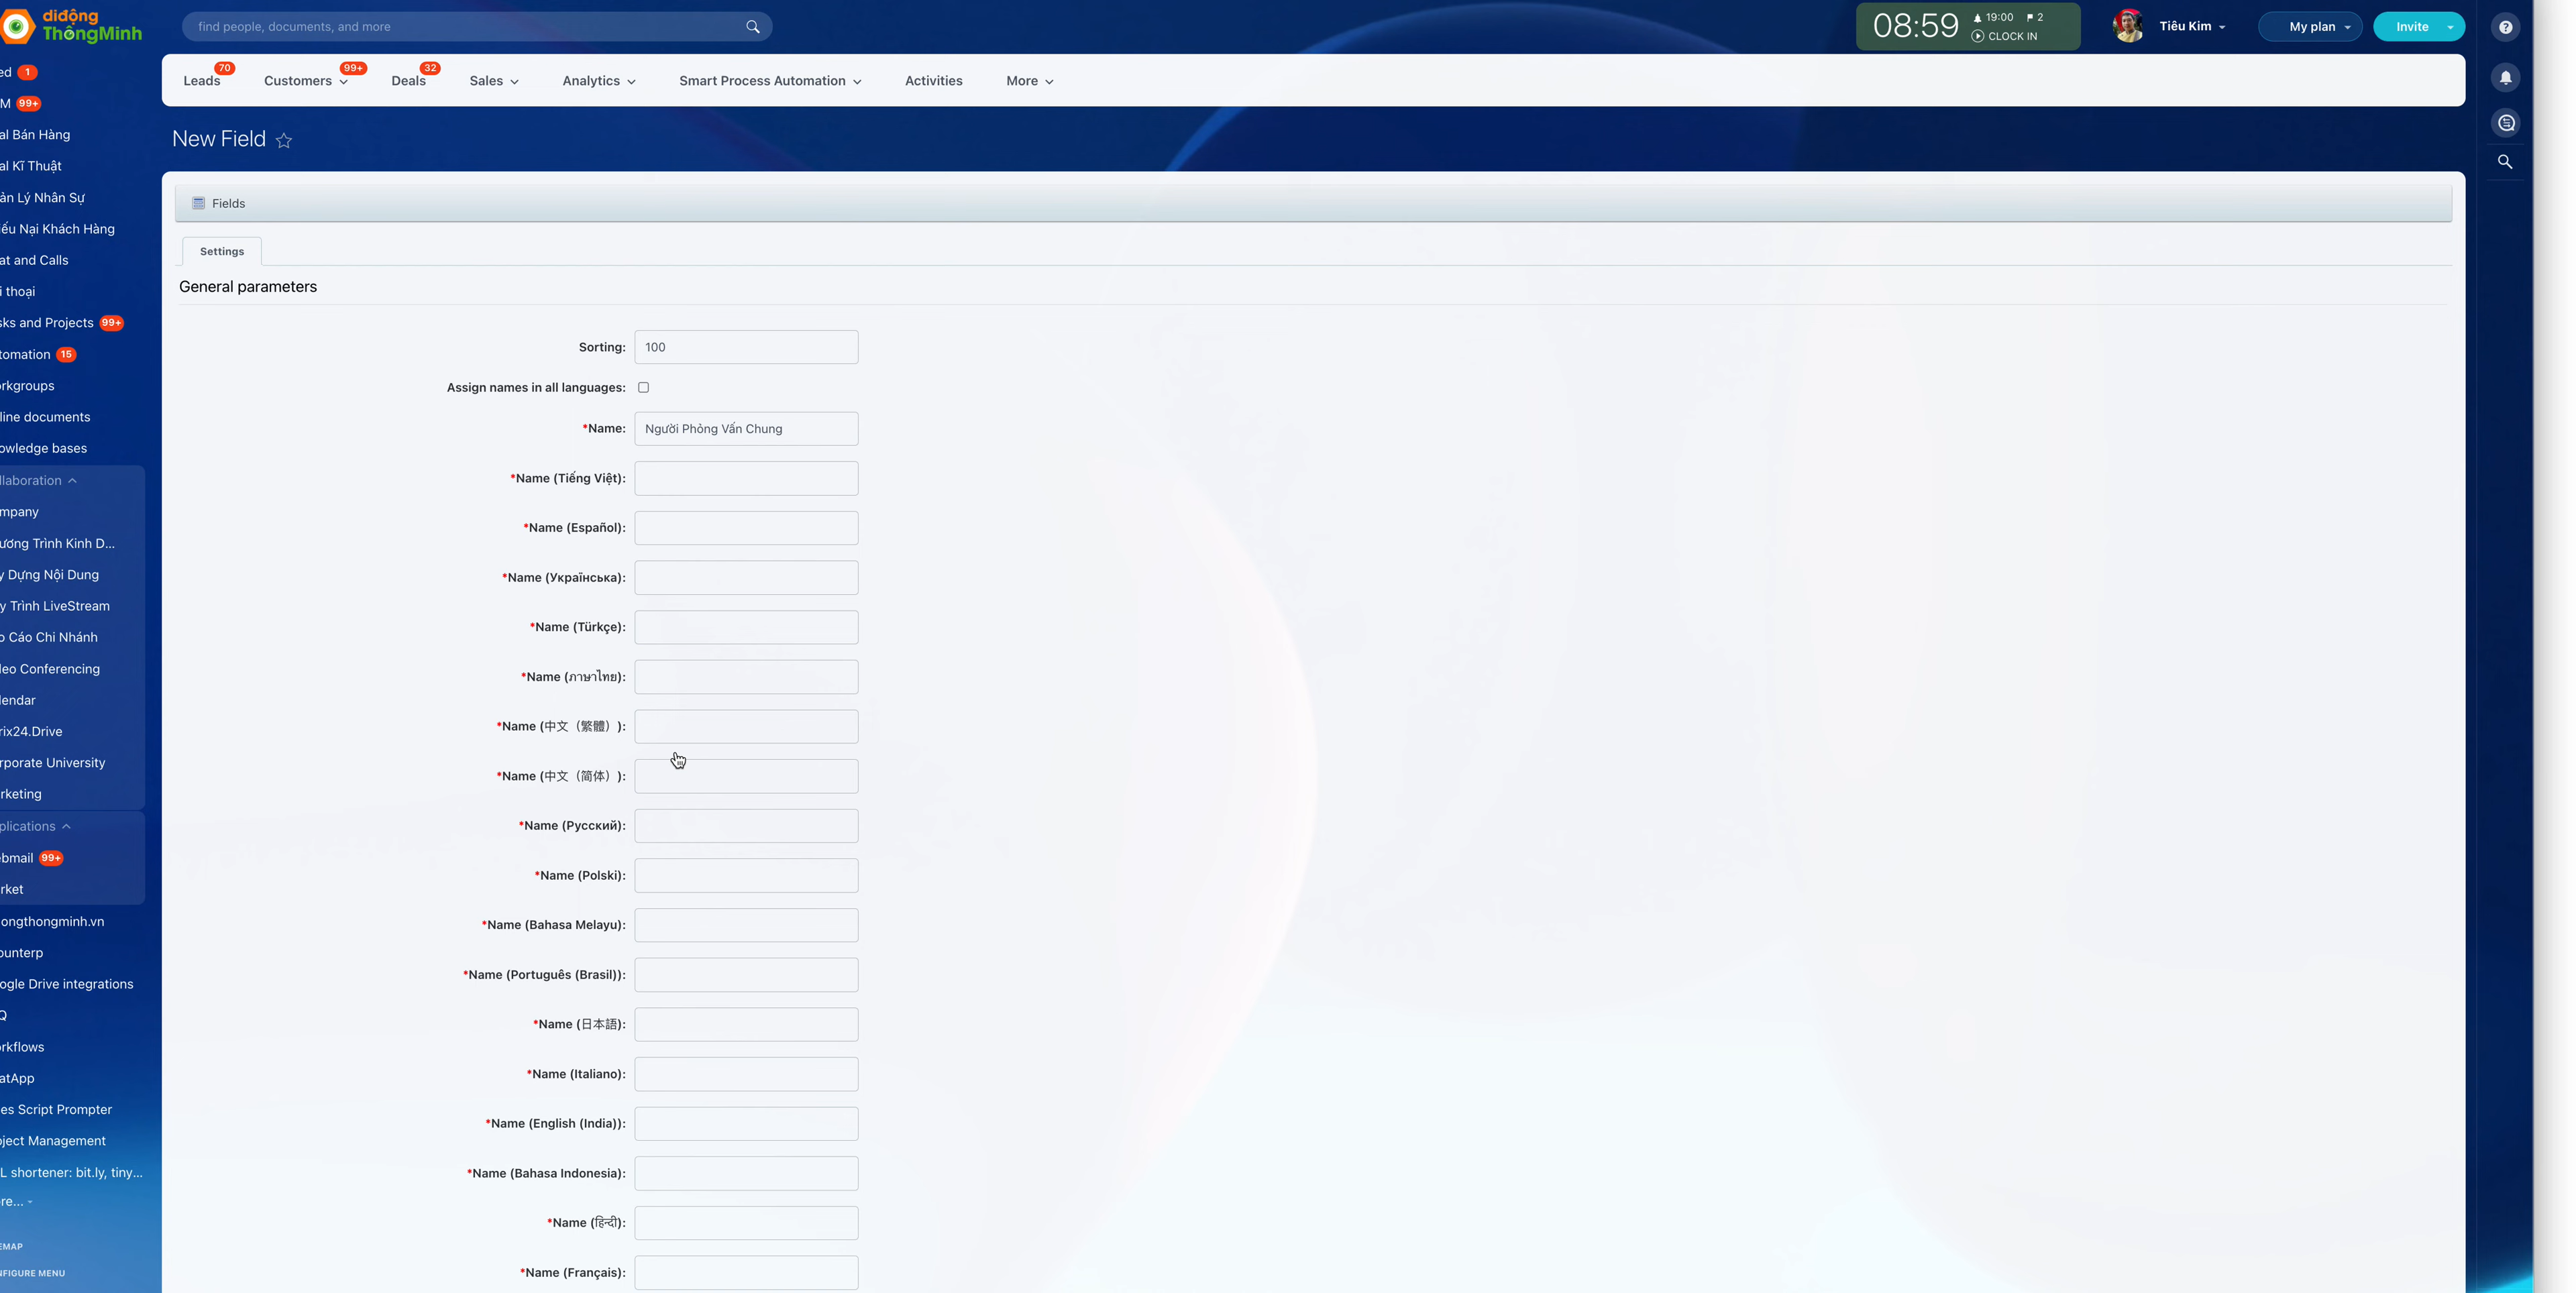 diđộng
ThôngMinh
find people, documents, and more
08:59
19:00
2
CLOCK IN
Tiêu Kim
My plan
Invite
Leads 70
Customers 99+
Deals 32
Sales
Analytics
Smart Process Automation
Activities
More
New Field
Fields
Settings
General parameters
Sorting: 100
Assign names in all languages:
*Name: Người Phỏng Vấn Chung
*Name (Tiếng Việt):
*Name (Español):
*Name (Українська):
*Name (Türkçe):
*Name (ภาษาไทย):
*Name (中文（繁體）):
*Name (中文（简体）):
*Name (Русский):
*Name (Polski):
*Name (Bahasa Melayu):
*Name (Português (Brasil)):
*Name (日本語):
*Name (Italiano):
*Name (English (India)):
*Name (Bahasa Indonesia):
*Name (हिन्दी):
*Name (Français):
ed 1
M 99+
al Bán Hàng
al Kĩ Thuật
ản Lý Nhân Sự
iếu Nại Khách Hàng
at and Calls
i thoại
sks and Projects 99+
tomation 15
rkgroups
line documents
owledge bases
llaboration
mpany
ương Trình Kinh D...
y Dựng Nội Dung
y Trình LiveStream
o Cáo Chi Nhánh
leo Conferencing
lendar
rix24.Drive
rporate University
rketing
plications
ebmail 99+
rket
ongthongminh.vn
ounterp
ogle Drive integrations
Q
orkflows
atApp
es Script Prompter
oject Management
L shortener: bit.ly, tiny...
re...
EMAP
NFIGURE MENU